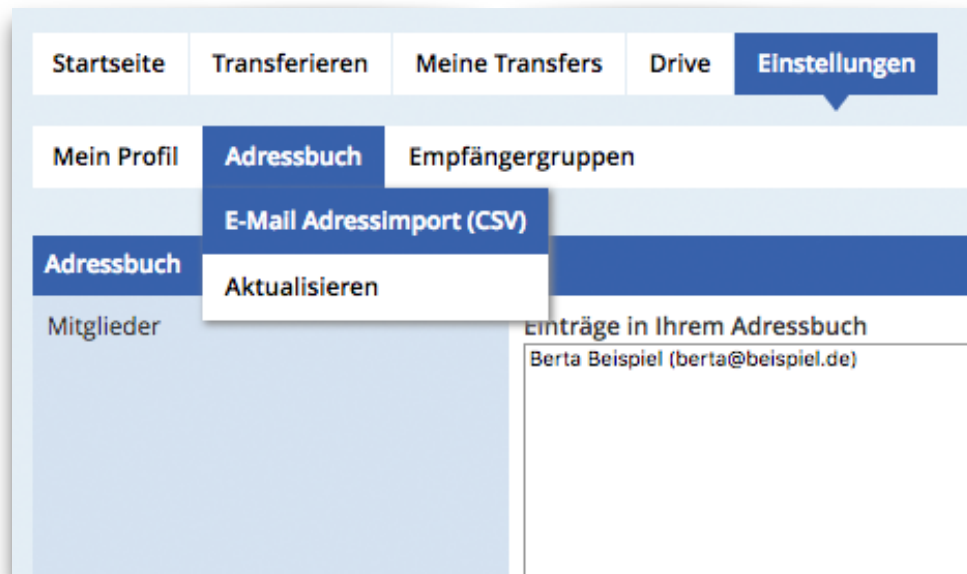 Startseite Transferieren Meine Transfers Drive Einstellungen
Mein Profil Adressbuch Empfängergruppen
E-Mail Adressimport (CSV)
Adressbuch
Aktualisieren
Mitglieder Einträge in Ihrem Adressbuch
Berta Beispiel (berta@beispiel.de)